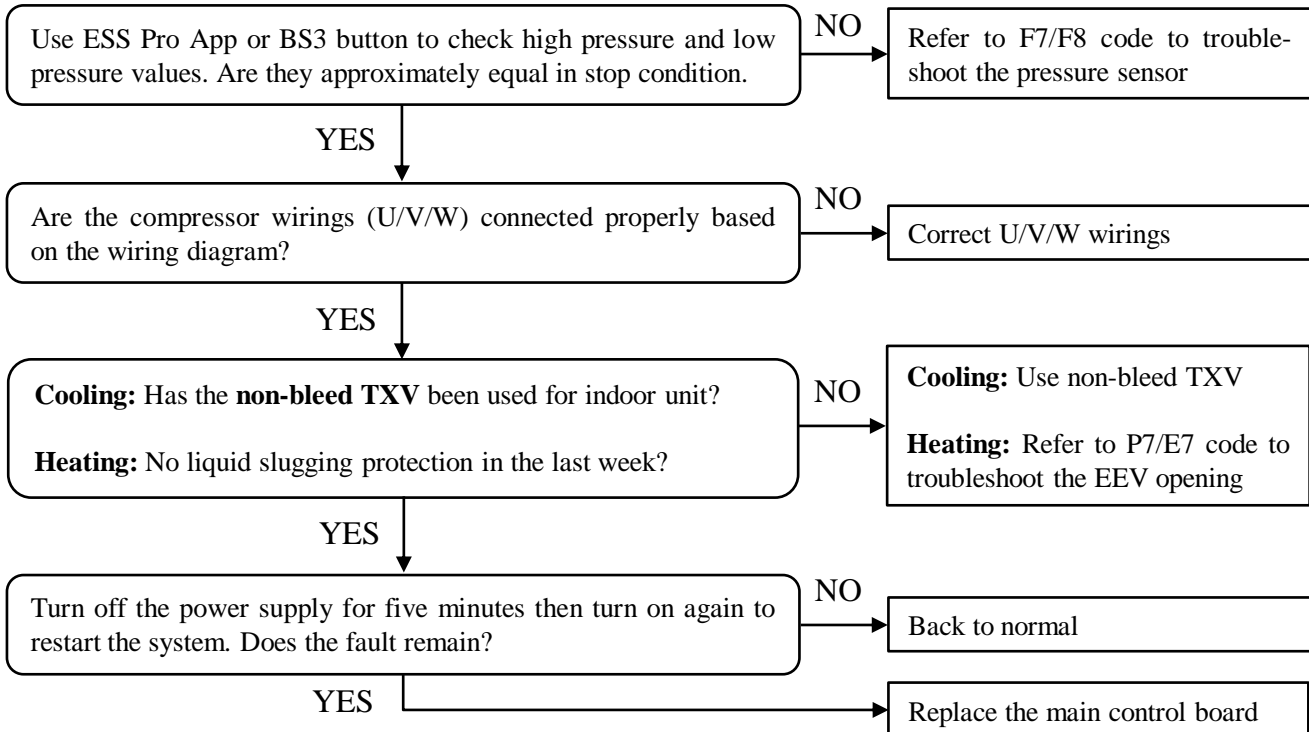 Use ESS Pro App or BS3 button to check high pressure and low
pressure values. Are they approximately equal in stop condition.
NO
Refer to F7/F8 code to trouble-
shoot the pressure sensor
YES
Are the compressor wirings (U/V/W) connected properly based
on the wiring diagram?
NO
Correct U/V/W wirings
YES
Cooling: Has the non-bleed TXV been used for indoor unit?
Heating: No liquid slugging protection in the last week?
NO
Cooling: Use non-bleed TXV
Heating: Refer to P7/E7 code to
troubleshoot the EEV opening
YES
Turn off the power supply for five minutes then turn on again to
restart the system. Does the fault remain?
NO
Back to normal
YES
Replace the main control board